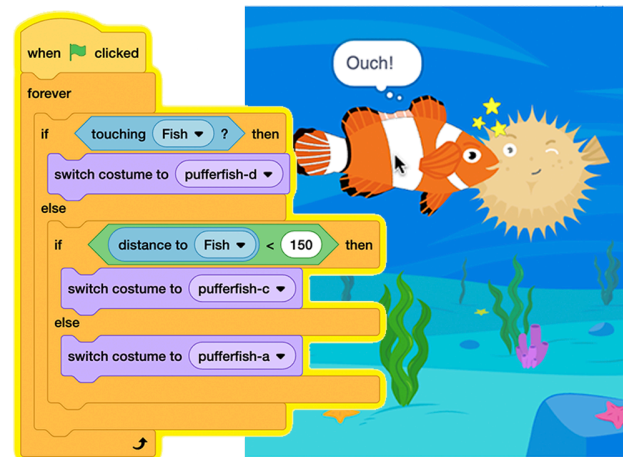 when clicked
forever
if touching Fish ? then
switch costume to pufferfish-d
else
if distance to Fish < 150 then
switch costume to pufferfish-c
else
switch costume to pufferfish-a
Ouch!